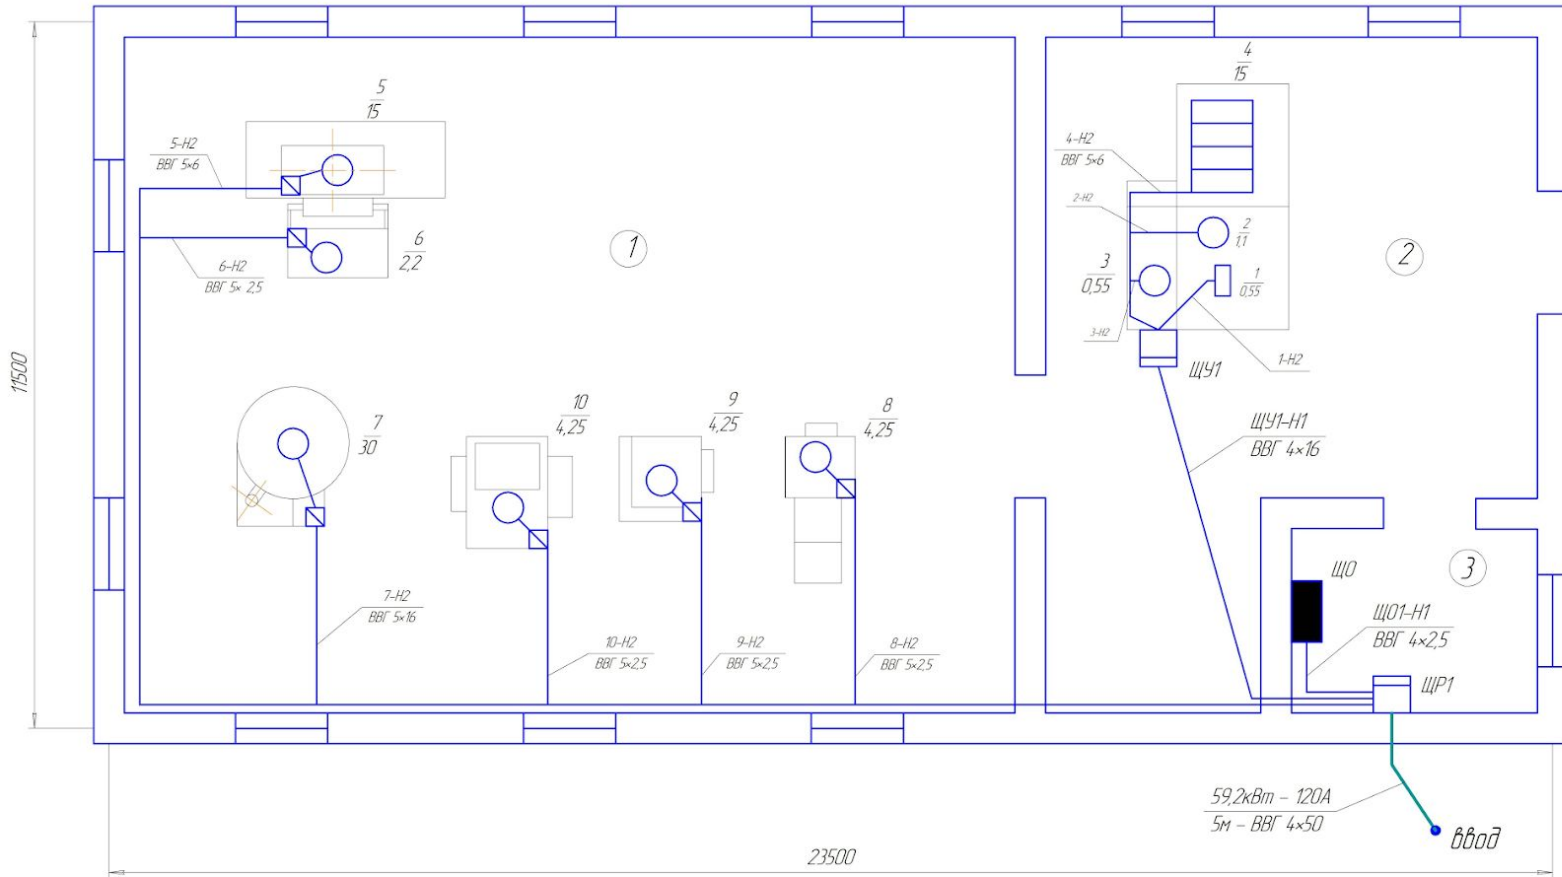 5
15
5-Н2
ВВГ 5×6
6
2,2
6-Н2
ВВГ 5× 2,5
1
4
15
4-Н2
ВВГ 5×6
2-Н2
2
1,1
3
0,55
1
0,55
3-Н2
ЩУ1
1-Н2
2
11500
7
30
10
4,25
9
4,25
8
4,25
ЩУ1-Н1
ВВГ 4×16
3
ЩО
ЩО1-Н1
ВВГ 4×2,5
ЩР1
7-Н2
ВВГ 5×16
10-Н2
ВВГ 5×2,5
9-Н2
ВВГ 5×2,5
8-Н2
ВВГ 5×2,5
59,2кВт - 120А
5м - ВВГ 4×50
ввод
23500